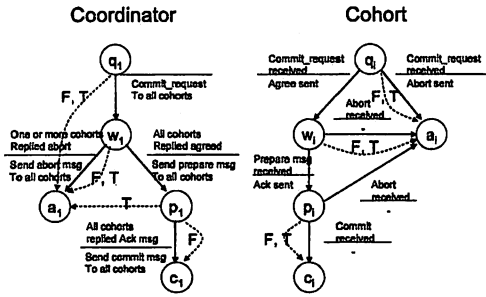 Coordinator
q1
F, T
Commit_request
To all cohorts
One or more cohorts
Replied abort
Send abort msg
To all cohorts
w1
All cohorts
Replied agreed
Send prepare msg
To all cohorts
F, T
a1
T
p1
All cohorts
replied Ack msg
Send commit msg
To all cohorts
F
c1
Cohort
Commit_request
received
Agree sent
qi
Commit_request
received
Abort sent
F, T
Abort
received
-
wi
ai
F, T
Prepare msg
received
Ack sent
pi
Abort
received
-
F, T
Commit
received
-
ci